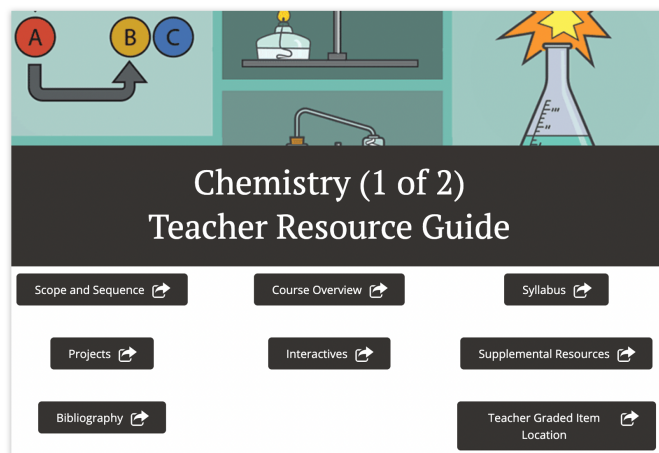 A
B
C
Chemistry (1 of 2)
Teacher Resource Guide
Scope and Sequence
Course Overview
Syllabus
Projects
Interactives
Supplemental Resources
Bibliography
Teacher Graded Item
Location